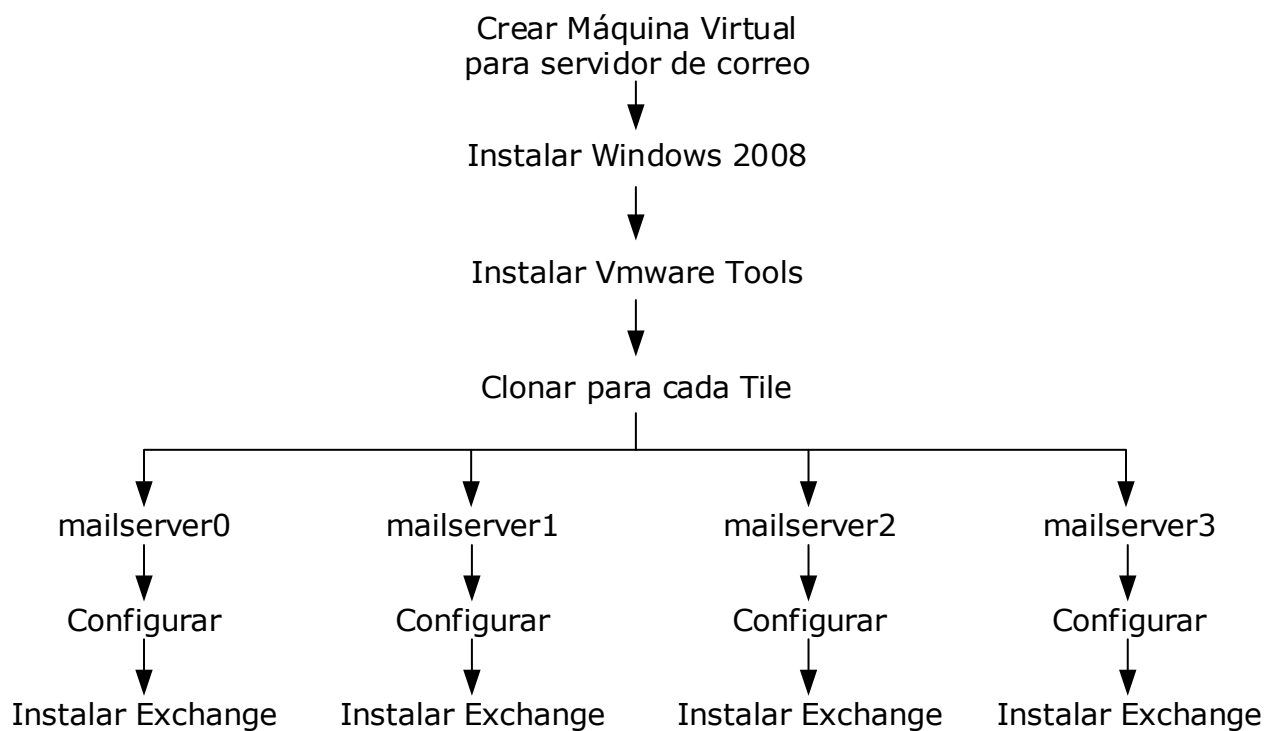 Crear Máquina Virtual
para servidor de correo
Instalar Windows 2008
Instalar Vmware Tools
Clonar para cada Tile
mailserver0
mailserver1
mailserver2
mailserver3
Configurar
Configurar
Configurar
Configurar
Instalar Exchange
Instalar Exchange
Instalar Exchange
Instalar Exchange